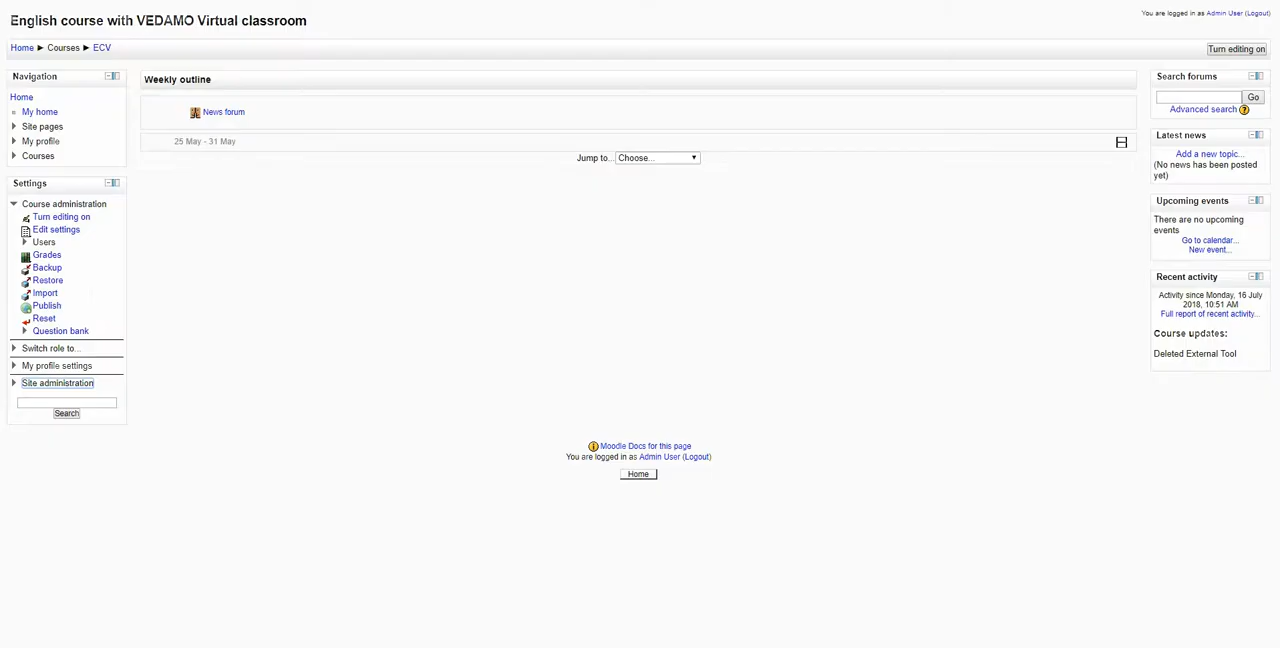 English course with VEDAMO Virtual classroom
You are logged in as Admin User (Logout)
Home ► Courses ► ECV
Turn editing on
Navigation
Home
My home
Site pages
My profile
Courses
Settings
Course administration
Turn editing on
Edit settings
Users
Grades
Backup
Restore
Import
Publish
Reset
Question bank
Switch role to...
My profile settings
Site administration
Search
Weekly outline
News forum
25 May - 31 May
Jump to... Choose...
Search forums
Go
Advanced search
Latest news
Add a new topic...
(No news has been posted
yet)
Upcoming events
There are no upcoming
events
Go to calendar...
New event...
Recent activity
Activity since Monday, 16 July
2018, 10:51 AM
Full report of recent activity...
Course updates:
Deleted External Tool
Moodle Docs for this page
You are logged in as Admin User (Logout)
Home